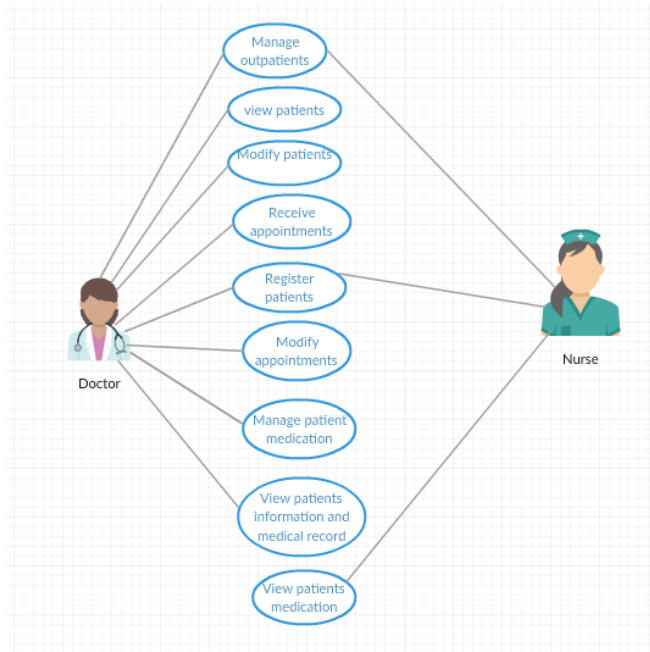 Manage
outpatients
view patients
Modify patients
Receive
appointments
Register
patients
Modify
appointments
Doctor
Nurse
Manage patient
medication
View patients
information and
medical record
View patients
medication